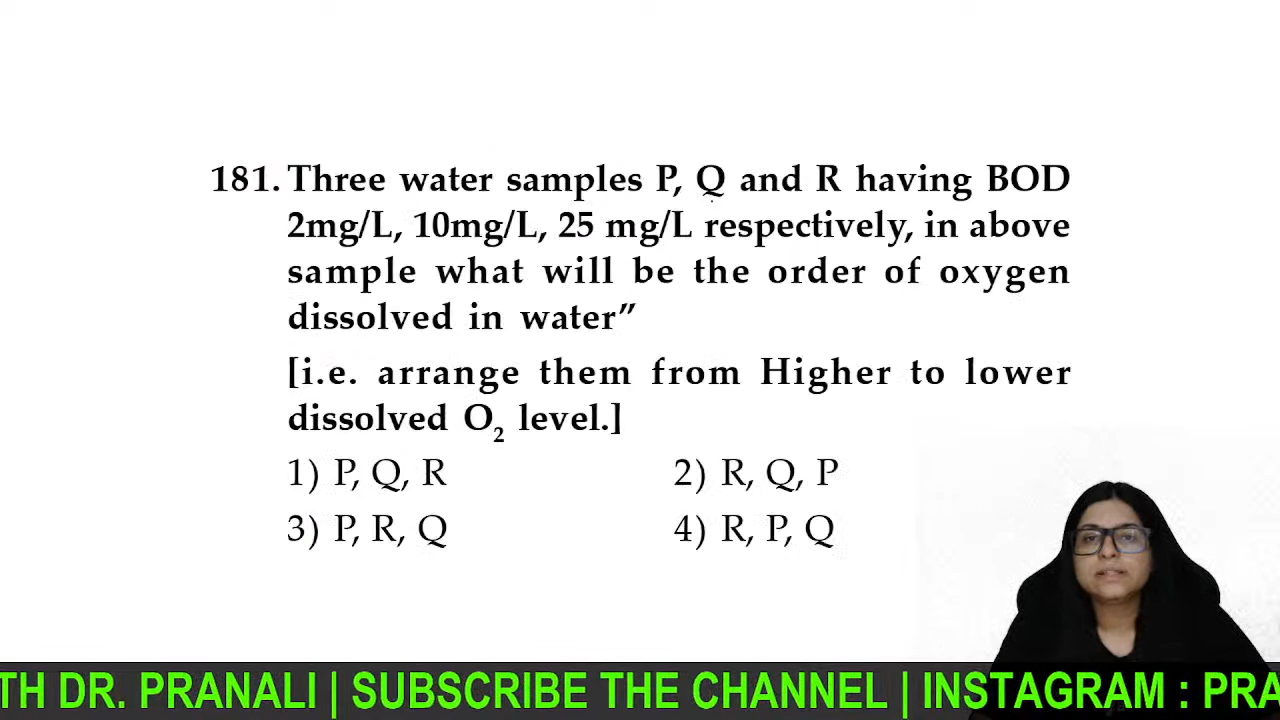 181. Three water samples P, Q and R having BOD
2mg/L, 10mg/L, 25 mg/L respectively, in above
sample what will be the order of oxygen
dissolved in water”
[i.e. arrange them from Higher to lower
dissolved O₂ level.]
1) P, Q, R 2) R, Q, P
3) P, R, Q 4) R, P, Q
TH DR. PRANALI | SUBSCRIBE THE CHANNEL | INSTAGRAM : PRA